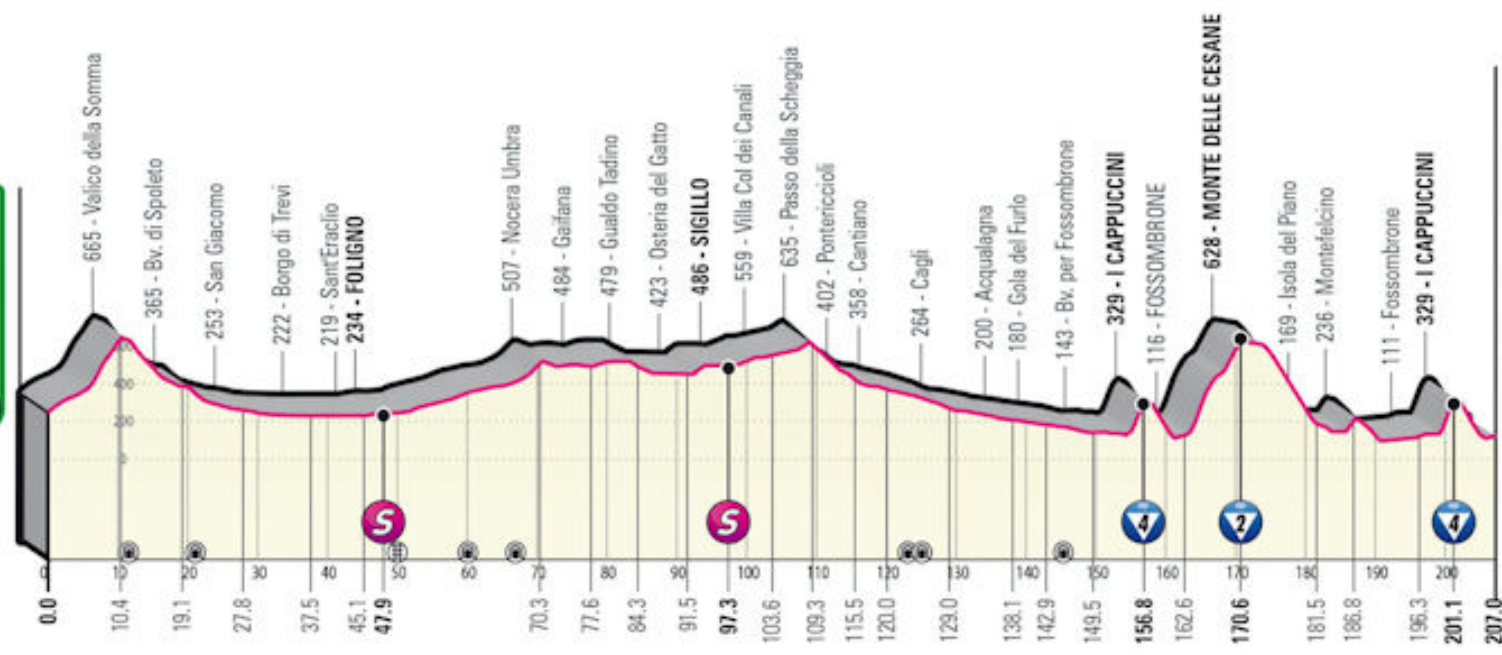 665 - Valico della Somma
365 - Bv. di Spoleto
253 - San Giacomo
222 - Borgo di Trevi
219 - Sant'Eraclio
234 - FOLIGNO
507 - Nocera Umbra
484 - Gaifana
479 - Gualdo Tadino
423 - Osteria del Gatto
486 - SIGILLO
559 - Villa Col dei Canali
635 - Passo della Scheggia
402 - Pontericcioli
358 - Cantiano
264 - Cagli
200 - Acqualagna
180 - Gola del Furlo
143 - Bv. per Fossombrone
329 - I CAPPUCCINI
116 - FOSSOMBRONE
628 - MONTE DELLE CESANE
169 - Isola del Piano
236 - Montefelcino
111 - Fossombrone
329 - I CAPPUCCINI
600
400
200
0
S
S
4
2
4
0 10 20 30 40 50 60 70 80 90 100 110 120 130 140 150 160 170 180 190 200
0.0
10.4
19.1
27.8
37.5
45.1
47.9
70.3
77.6
84.3
91.5
97.3
103.6
109.3
115.5
120.0
129.0
138.1
142.9
149.5
156.8
162.6
170.6
181.5
186.8
196.3
201.1
207.0